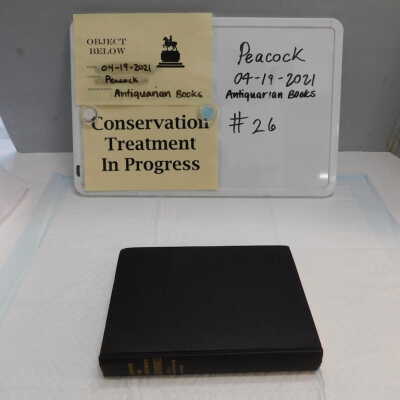 OBJECT
BELOW
04-19-2021
Peacock
Antiquarian Books
Conservation
Treatment
In Progress
Peacock
04-19-2021
Antiquarian Books
#26